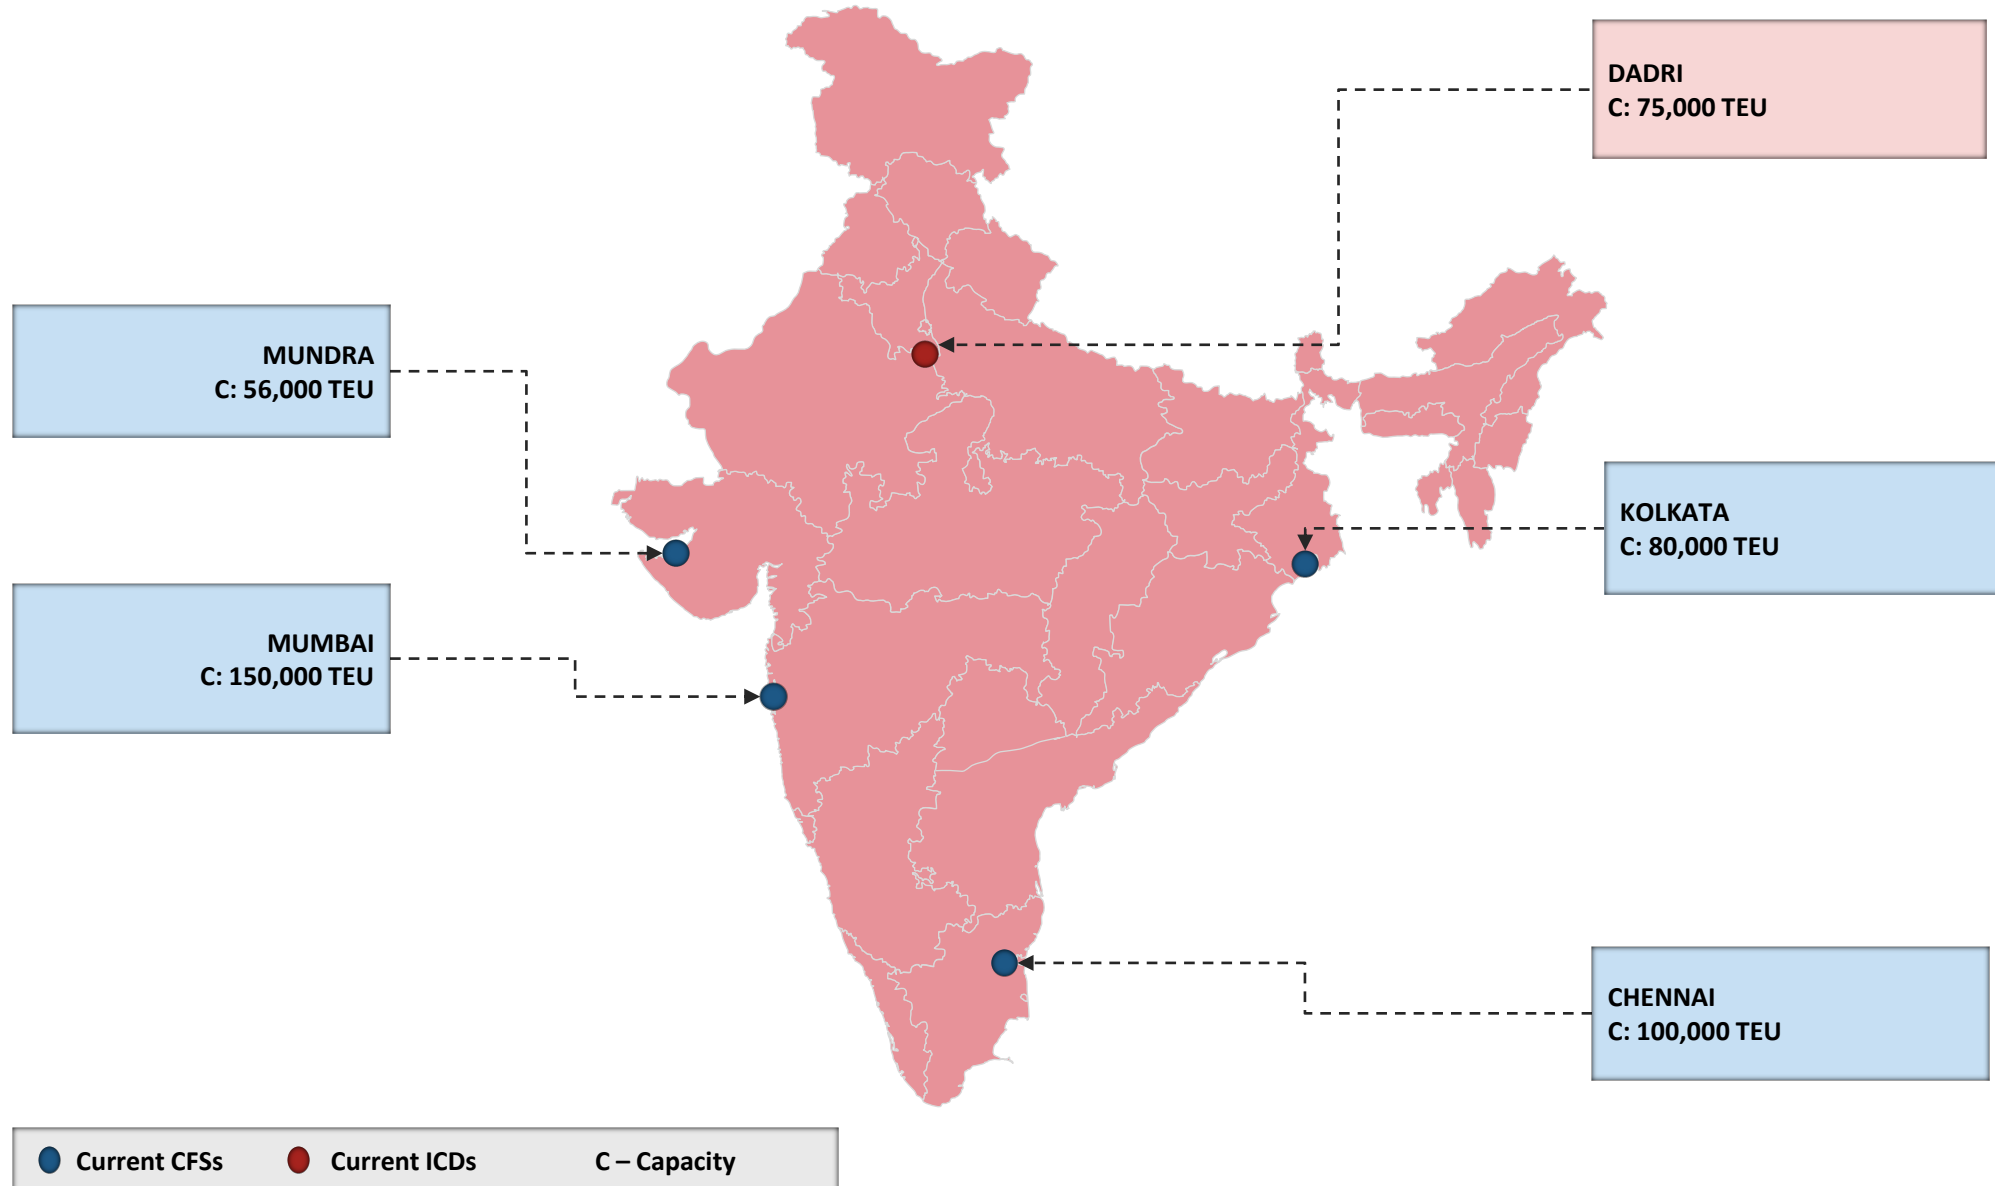 DADRI
C: 75,000 TEU
MUNDRA
C: 56,000 TEU
KOLKATA
C: 80,000 TEU
MUMBAI
C: 150,000 TEU
CHENNAI
C: 100,000 TEU
Current CFSs Current ICDs C – Capacity